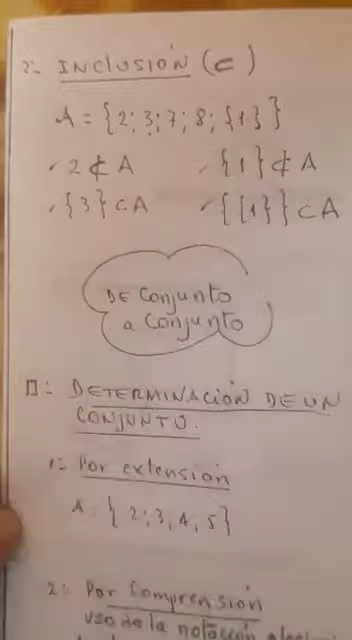 2:- INCLUSIÓN (⊂)
A = {2; 3; 7; 8; {1}}
✓ 2 ⊄ A ✓ {1} ⊄ A
✓ {3} ⊂ A ✓ {{1}} ⊂ A
DE Conjunto
a Conjunto
II:- DETERMINACIÓN DE UN
CONJUNTO.
1:- Por extensión
A = { 2; 3, 4, 5}
2:- Por Comprensión
uso de la notación